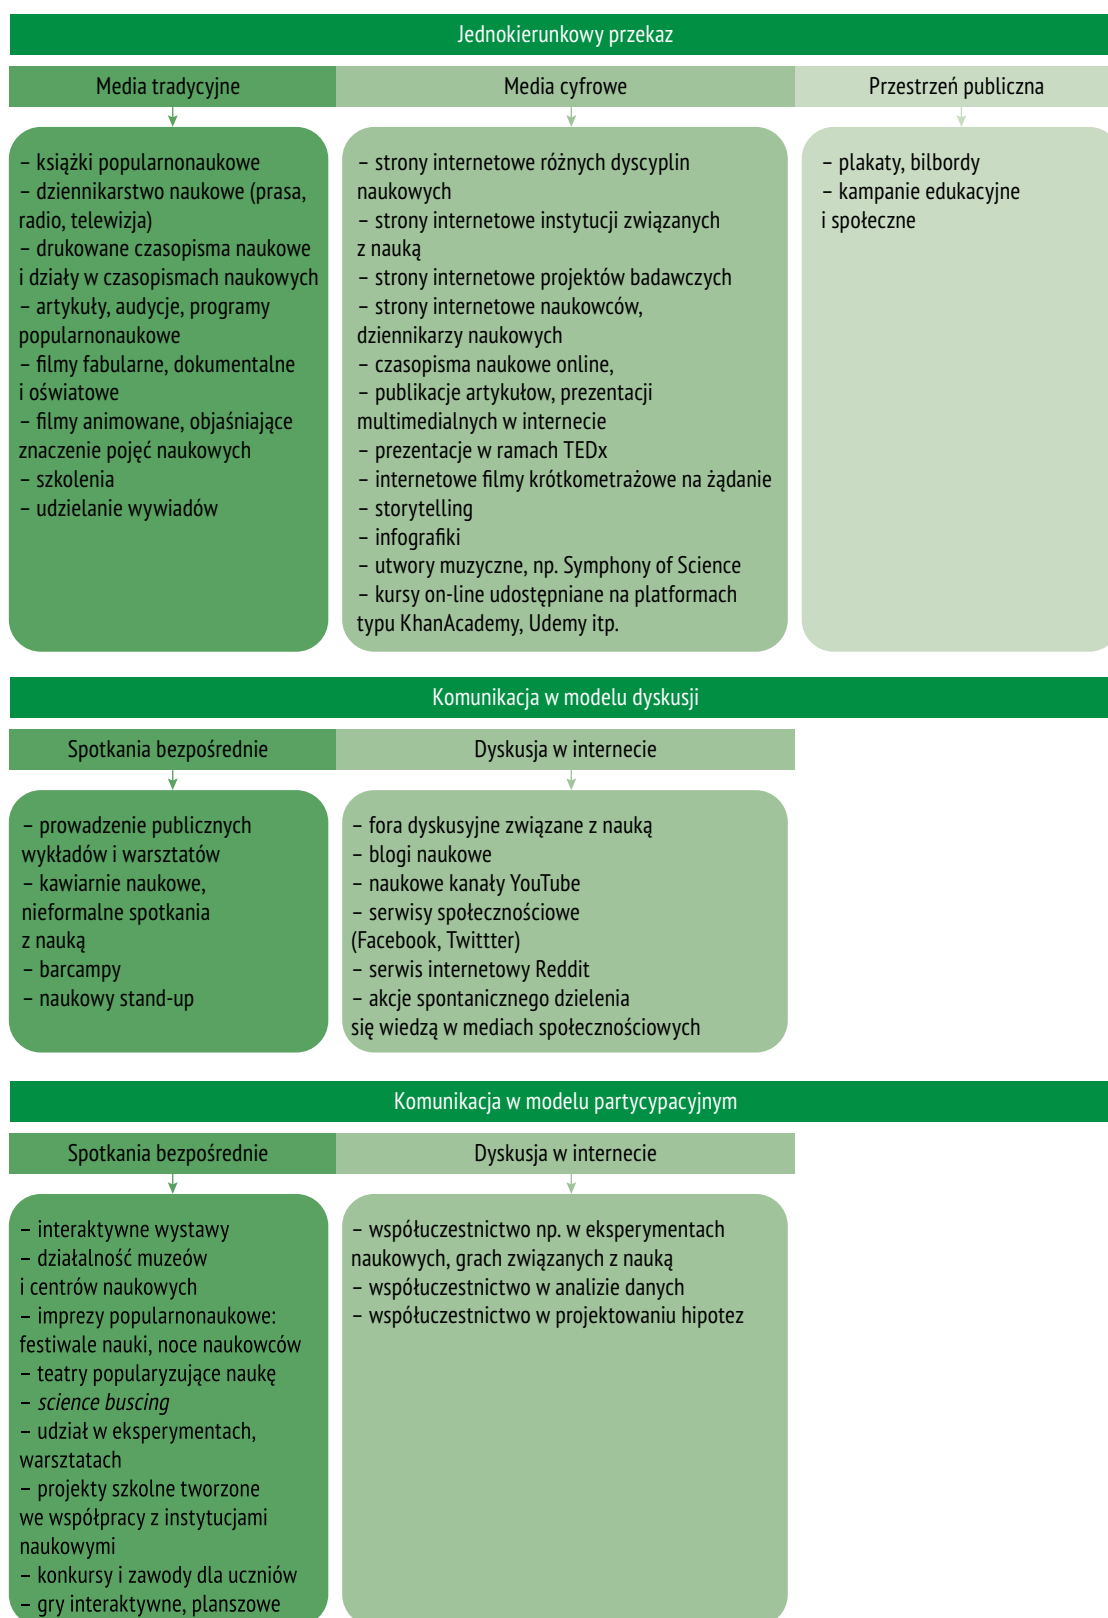 Jednokierunkowy przekaz
Media tradycyjne
– książki popularnonaukowe
– dziennikarstwo naukowe (prasa,
radio, telewizja)
– drukowane czasopisma naukowe
i działy w czasopismach naukowych
– artykuły, audycje, programy
popularnonaukowe
– filmy fabularne, dokumentalne
i oświatowe
– filmy animowane, objaśniające
znaczenie pojęć naukowych
– szkolenia
– udzielanie wywiadów
Media cyfrowe
– strony internetowe różnych dyscyplin
naukowych
– strony internetowe instytucji związanych
z nauką
– strony internetowe projektów badawczych
– strony internetowe naukowców,
dziennikarzy naukowych
– czasopisma naukowe online,
– publikacje artykułow, prezentacji
multimedialnych w internecie
– prezentacje w ramach TEDx
– internetowe filmy krótkometrażowe na żądanie
– storytelling
– infografiki
– utwory muzyczne, np. Symphony of Science
– kursy on-line udostępniane na platformach
typu KhanAcademy, Udemy itp.
Przestrzeń publiczna
– plakaty, bilbordy
– kampanie edukacyjne
i społeczne
Komunikacja w modelu dyskusji
Spotkania bezpośrednie
– prowadzenie publicznych
wykładów i warsztatów
– kawiarnie naukowe,
nieformalne spotkania
z nauką
– barcampy
– naukowy stand-up
Dyskusja w internecie
– fora dyskusyjne związane z nauką
– blogi naukowe
– naukowe kanały YouTube
– serwisy społecznościowe
(Facebook, Twittter)
– serwis internetowy Reddit
– akcje spontanicznego dzielenia
się wiedzą w mediach społecznościowych
Komunikacja w modelu partycypacyjnym
Spotkania bezpośrednie
– interaktywne wystawy
– działalność muzeów
i centrów naukowych
– imprezy popularnonaukowe:
festiwale nauki, noce naukowców
– teatry popularyzujące naukę
– science buscing
– udział w eksperymentach,
warsztatach
– projekty szkolne tworzone
we współpracy z instytucjami
naukowymi
– konkursy i zawody dla uczniów
– gry interaktywne, planszowe
Dyskusja w internecie
– współuczestnictwo np. w eksperymentach
naukowych, grach związanych z nauką
– współuczestnictwo w analizie danych
– współuczestnictwo w projektowaniu hipotez